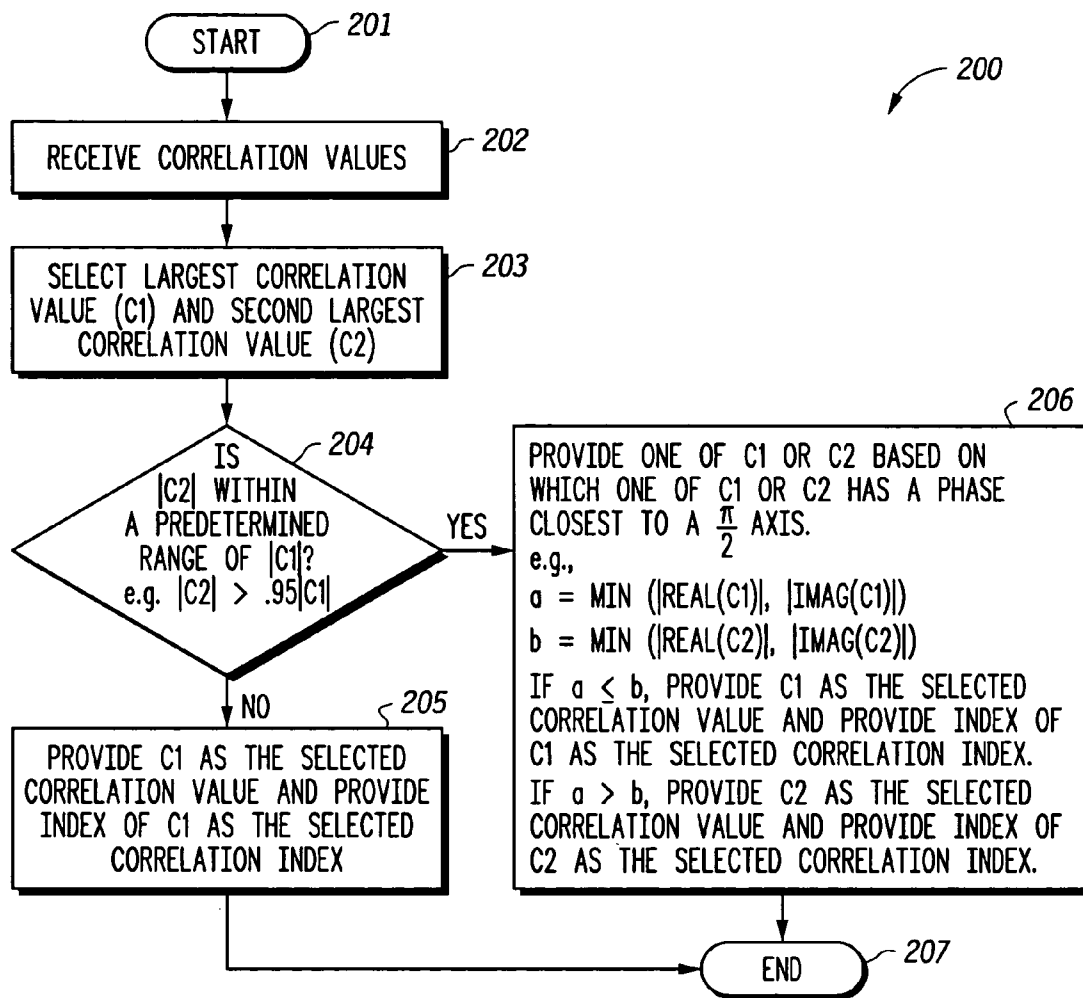 START
201
200
RECEIVE CORRELATION VALUES
202
SELECT LARGEST CORRELATION
VALUE (C1) AND SECOND LARGEST
CORRELATION VALUE (C2)
203
IS
|C2| WITHIN
A PREDETERMINED
RANGE OF |C1|?
e.g. |C2| > .95|C1|
204
YES
NO
205
PROVIDE C1 AS THE SELECTED
CORRELATION VALUE AND PROVIDE
INDEX OF C1 AS THE SELECTED
CORRELATION INDEX
206
PROVIDE ONE OF C1 OR C2 BASED ON
WHICH ONE OF C1 OR C2 HAS A PHASE
CLOSEST TO A π/2 AXIS.
e.g.,
a = MIN (|REAL(C1)|, |IMAG(C1)|)
b = MIN (|REAL(C2)|, |IMAG(C2)|)
IF a ≤ b, PROVIDE C1 AS THE SELECTED
CORRELATION VALUE AND PROVIDE INDEX OF
C1 AS THE SELECTED CORRELATION INDEX.
IF a > b, PROVIDE C2 AS THE SELECTED
CORRELATION VALUE AND PROVIDE INDEX OF
C2 AS THE SELECTED CORRELATION INDEX.
END
207